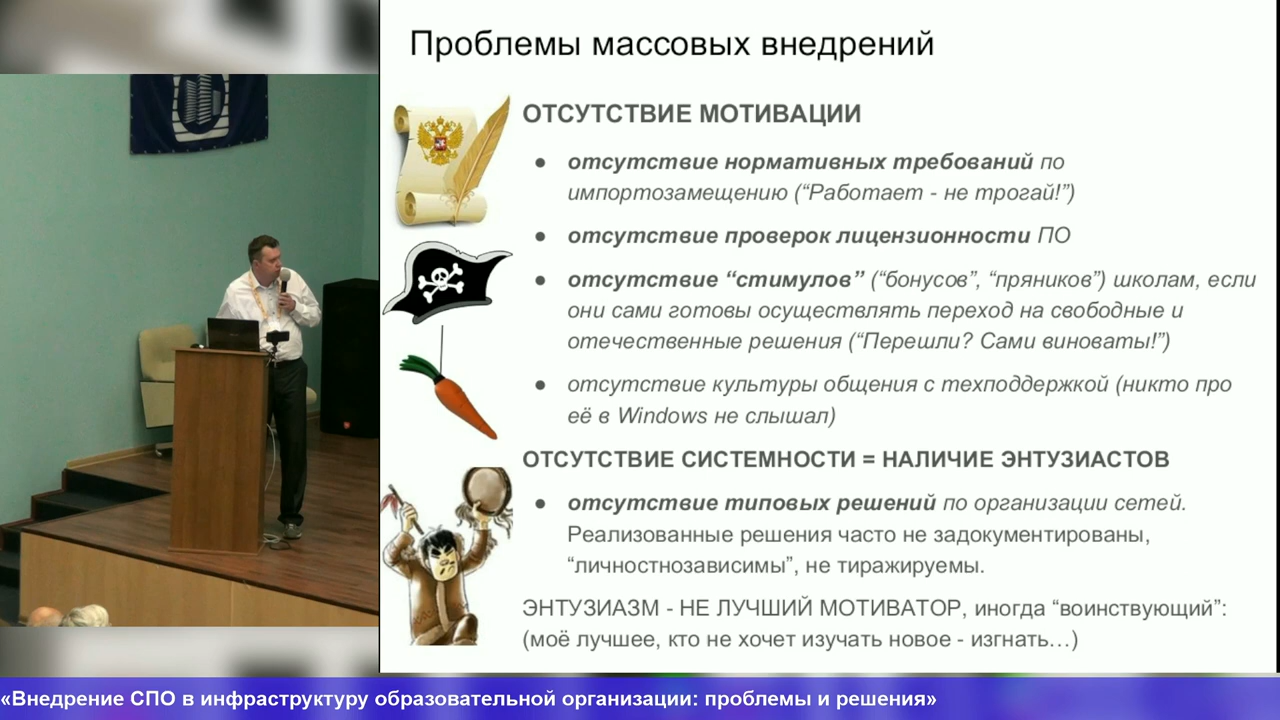 Проблемы массовых внедрений
ОТСУТСТВИЕ МОТИВАЦИИ
● отсутствие нормативных требований по
импортозамещению (“Работает - не трогай!”)
● отсутствие проверок лицензионности ПО
● отсутствие “стимулов” (“бонусов”, “пряников”) школам, если
они сами готовы осуществлять переход на свободные и
отечественные решения (“Перешли? Сами виноваты!”)
● отсутствие культуры общения с техподдержкой (никто про
её в Windows не слышал)
ОТСУТСТВИЕ СИСТЕМНОСТИ = НАЛИЧИЕ ЭНТУЗИАСТОВ
● отсутствие типовых решений по организации сетей.
Реализованные решения часто не задокументированы,
“личностнозависимы”, не тиражируемы.
ЭНТУЗИАЗМ - НЕ ЛУЧШИЙ МОТИВАТОР, иногда “воинствующий”:
(моё лучшее, кто не хочет изучать новое - изгнать…)
«Внедрение СПО в инфраструктуру образовательной организации: проблемы и решения»